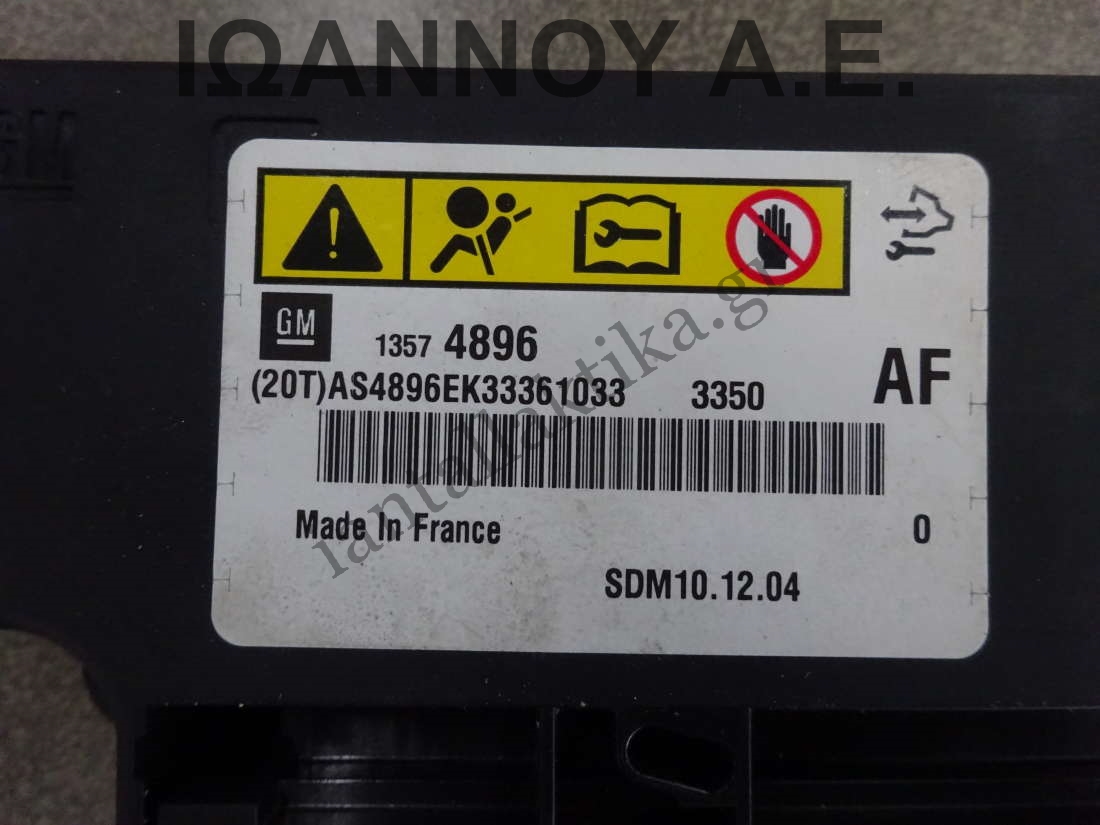 ΙΩΑΝΝΟΥ Α.Ε.
GM
1357 4896
AF
(20T)AS4896EK33361033 3350
Made In France
0
SDM10.12.04
iantallaktika.gr